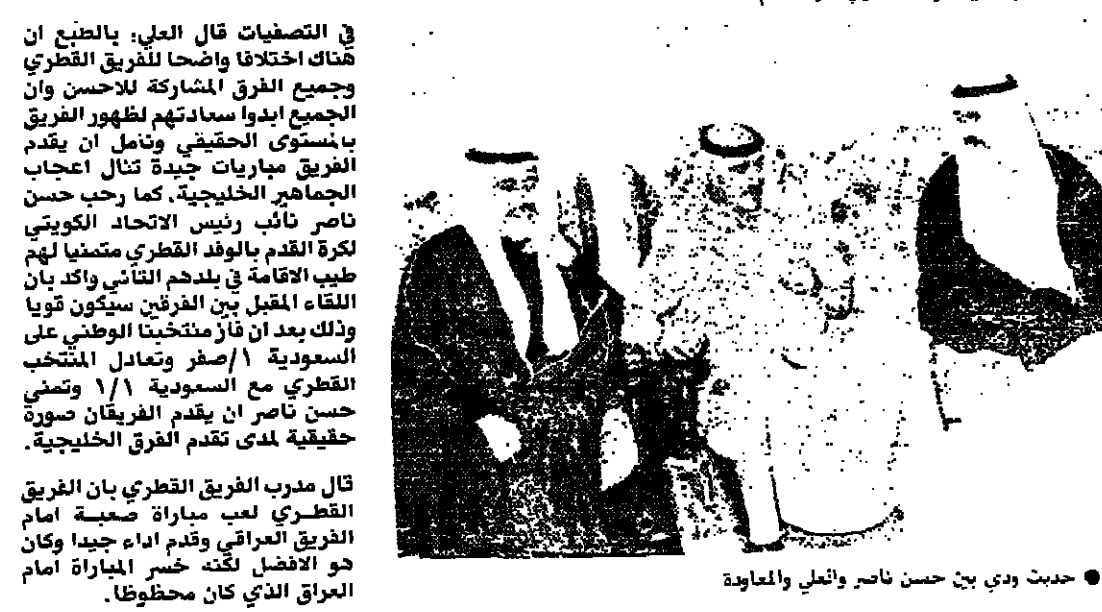 في التصفيات قال العلي: بالطبع ان
هناك اختلافا واضحا للفريق القطري
وجميع الفرق المشاركة للاحسن وان
الجميع ابدوا سعادتهم لظهور الفريق
بالمستوى الحقيقي ونامل ان يقدم
الفريق مباريات جيدة تنال اعجاب
الجماهير الخليجية، كما رحب حسن
ناصر نائب رئيس الاتحاد الكويتي
لكرة القدم بالوفد القطري متمنيا لهم
طيب الاقامة في بلدهم الثاني واكد بان
اللقاء المقبل بين الفرقين سيكون قويا
وذلك بعد ان فاز منتخبنا الوطني على
السعودية ١/صفر وتعادل المنتخب
القطري مع السعودية ١/١ وتمنى
حسن ناصر ان يقدم الفريقان صورة
حقيقية لمدى تقدم الفرق الخليجية.
قال مدرب الفريق القطري بان الفريق
القطــري لعب مباراة صعبــة امام
الفريق العراقي وقدم اداء جيدا وكان
هو الافضل لكنه خسر المباراة امام
العراق الذي كان محظوظا.
● حديث ودي بين حسن ناصر والعلي والمعاودة